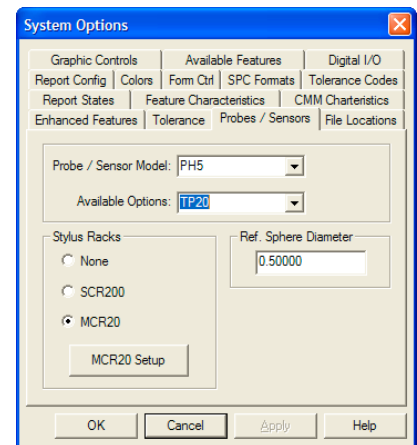 System Options
Graphic Controls Available Features Digital I/O
Report Config Colors Form Ctrl SPC Formats Tolerance Codes
Report States Feature Characteristics CMM Charteristics
Enhanced Features Tolerance Probes / Sensors File Locations
Probe / Sensor Model: PH5
Available Options: TP20
Stylus Racks Ref. Sphere Diameter
None 0.50000
SCR200
MCR20
MCR20 Setup
OK Cancel Apply Help